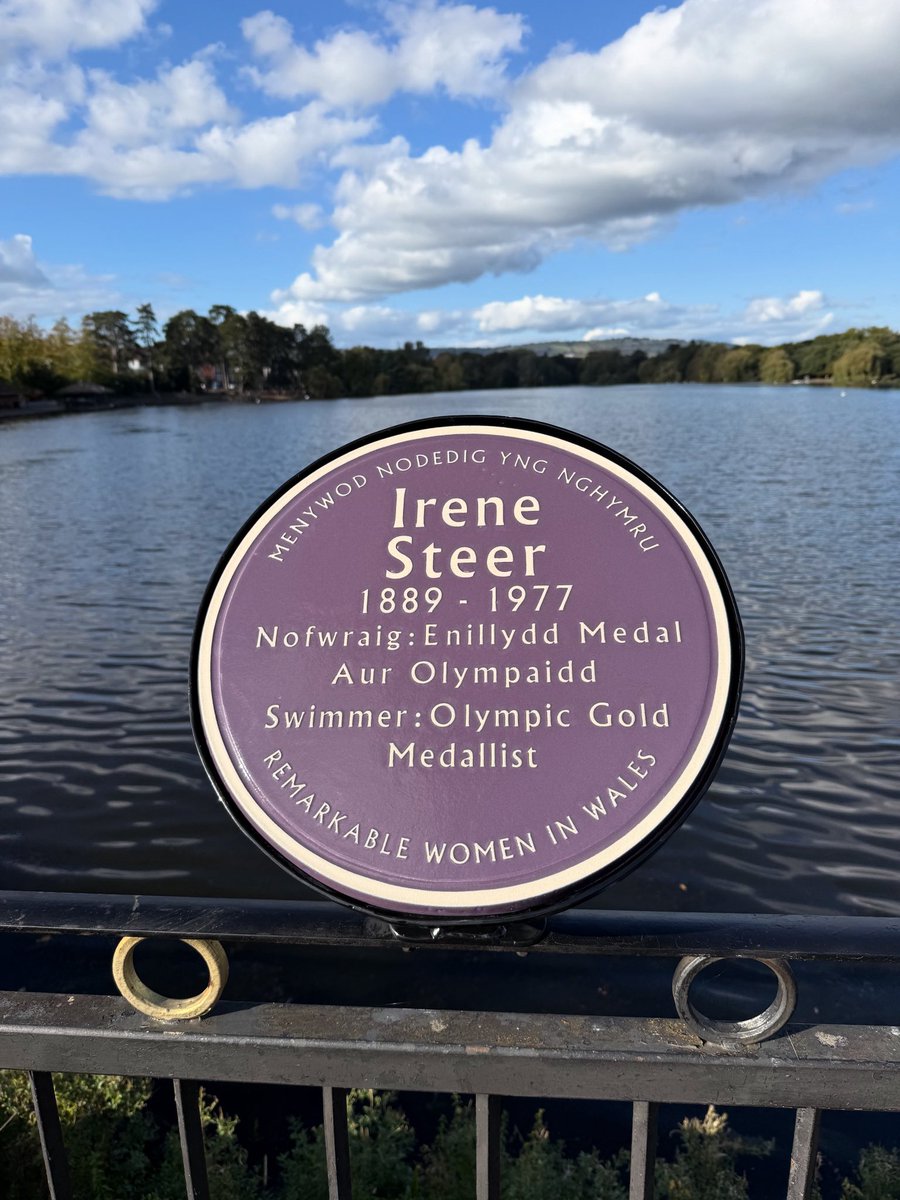 MENYWOD NODEDIG YNG NGHYMRU
Irene
Steer
1889 - 1977
Nofwraig: Enillydd Medal
Aur Olympaidd
Swimmer: Olympic Gold
Medallist
REMARKABLE WOMEN IN WALES